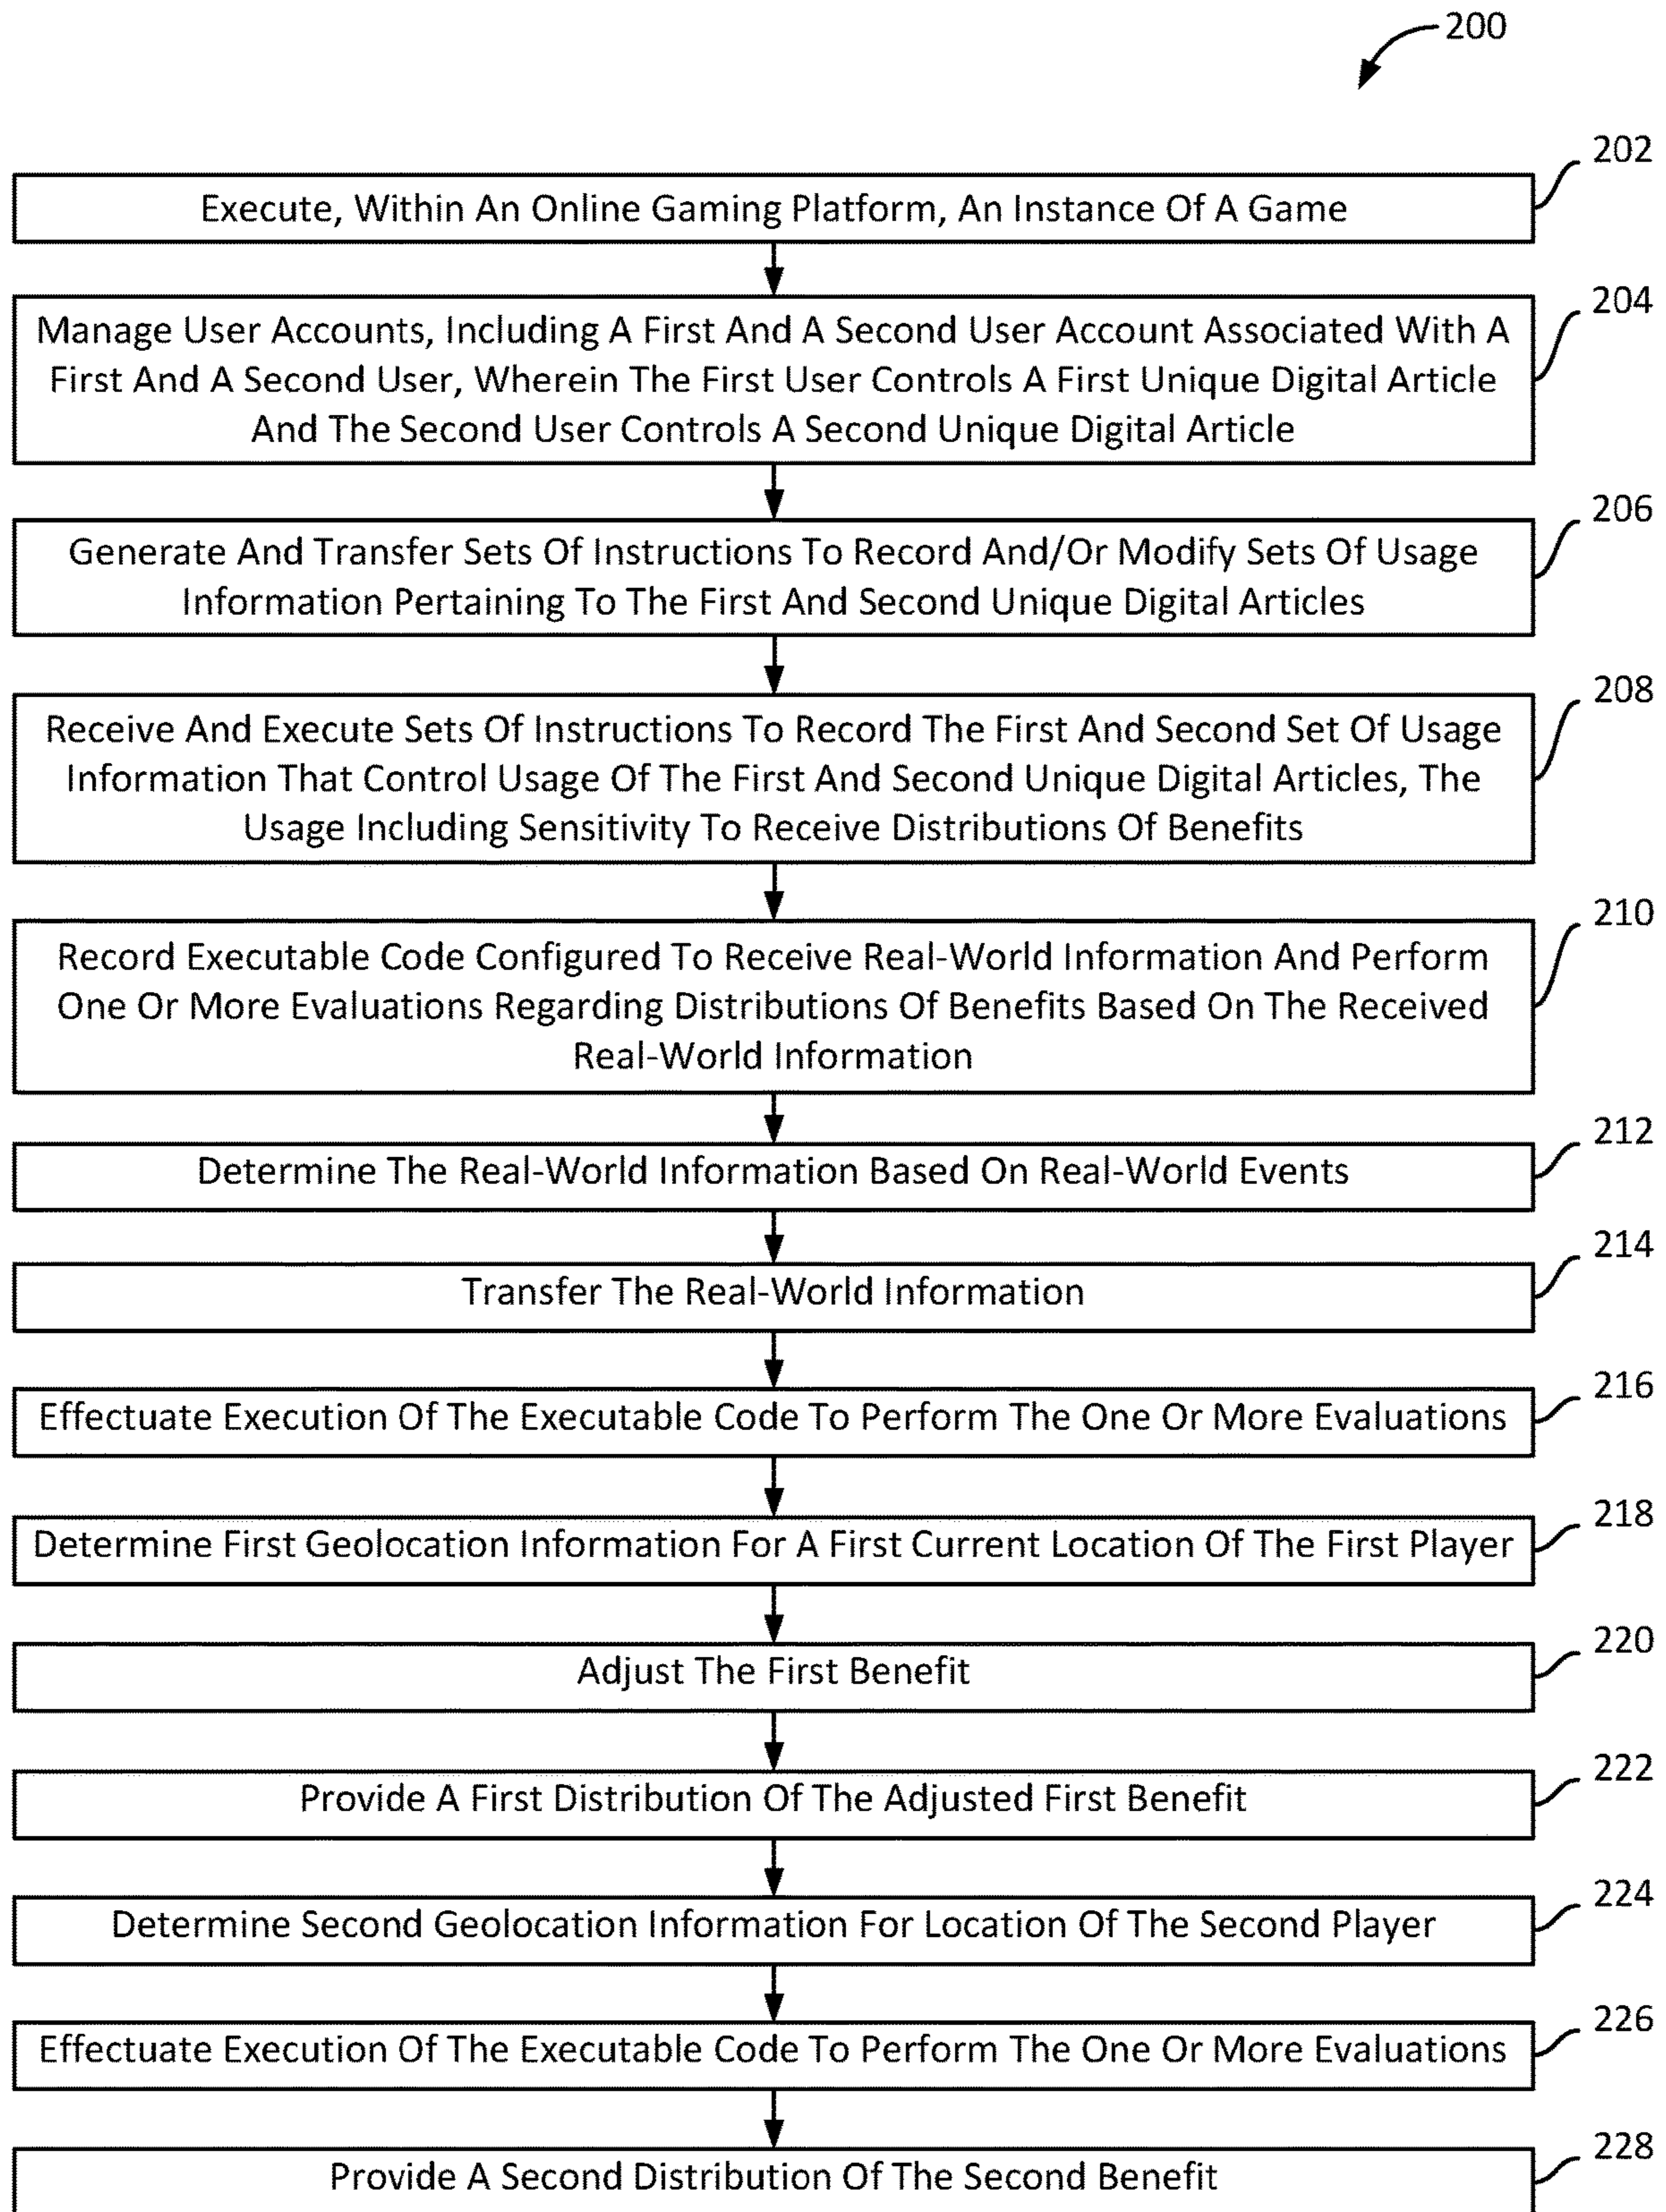 200
202
Execute, Within An Online Gaming Platform, An Instance Of A Game
204
Manage User Accounts, Including A First And A Second User Account Associated With A
First And A Second User, Wherein The First User Controls A First Unique Digital Article
And The Second User Controls A Second Unique Digital Article
206
Generate And Transfer Sets Of Instructions To Record And/Or Modify Sets Of Usage
Information Pertaining To The First And Second Unique Digital Articles
208
Receive And Execute Sets Of Instructions To Record The First And Second Set Of Usage
Information That Control Usage Of The First And Second Unique Digital Articles, The
Usage Including Sensitivity To Receive Distributions Of Benefits
210
Record Executable Code Configured To Receive Real-World Information And Perform
One Or More Evaluations Regarding Distributions Of Benefits Based On The Received
Real-World Information
212
Determine The Real-World Information Based On Real-World Events
214
Transfer The Real-World Information
216
Effectuate Execution Of The Executable Code To Perform The One Or More Evaluations
218
Determine First Geolocation Information For A First Current Location Of The First Player
220
Adjust The First Benefit
222
Provide A First Distribution Of The Adjusted First Benefit
224
Determine Second Geolocation Information For Location Of The Second Player
226
Effectuate Execution Of The Executable Code To Perform The One Or More Evaluations
228
Provide A Second Distribution Of The Second Benefit